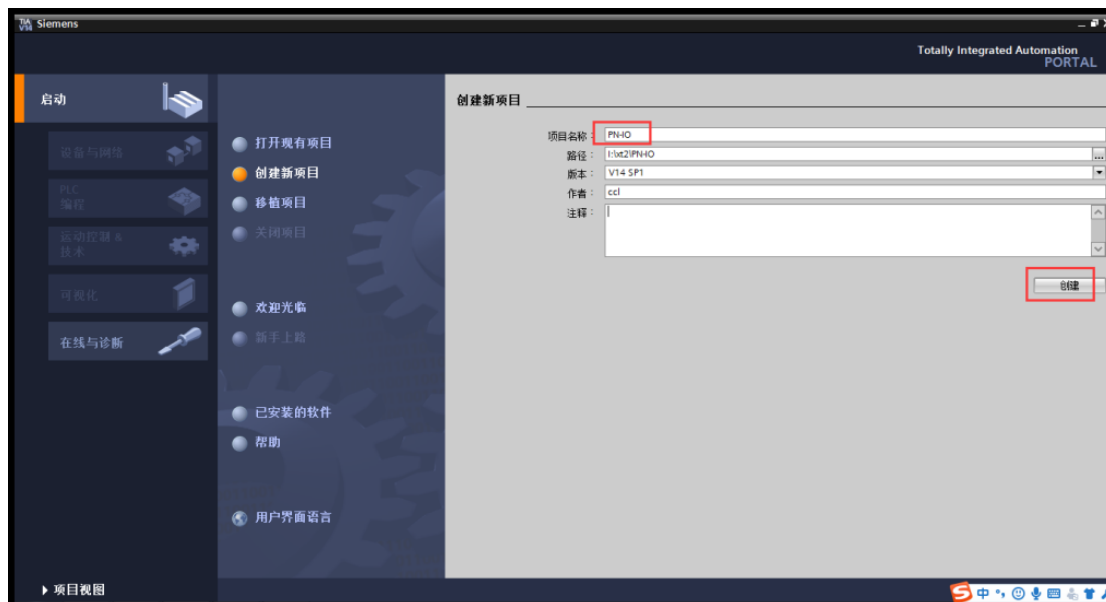 TIA V14 Siemens
Totally Integrated Automation
PORTAL
启动
设备与网络
PLC
编程
运动控制 &
技术
可视化
在线与诊断
打开现有项目
创建新项目
移植项目
关闭项目
欢迎光临
新手上路
已安装的软件
帮助
用户界面语言
创建新项目
项目名称: PN-IO
路径: I:\xt2\PN-IO
版本: V14 SP1
作者: ccl
注释:
创建
项目视图
中